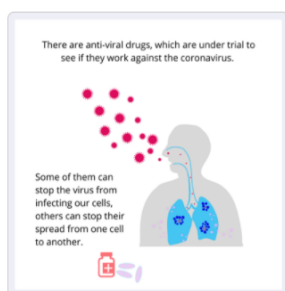 There are anti-viral drugs, which are under trial to
see if they work against the coronavirus.
Some of them can
stop the virus from
infecting our cells,
others can stop their
spread from one cell
to another.